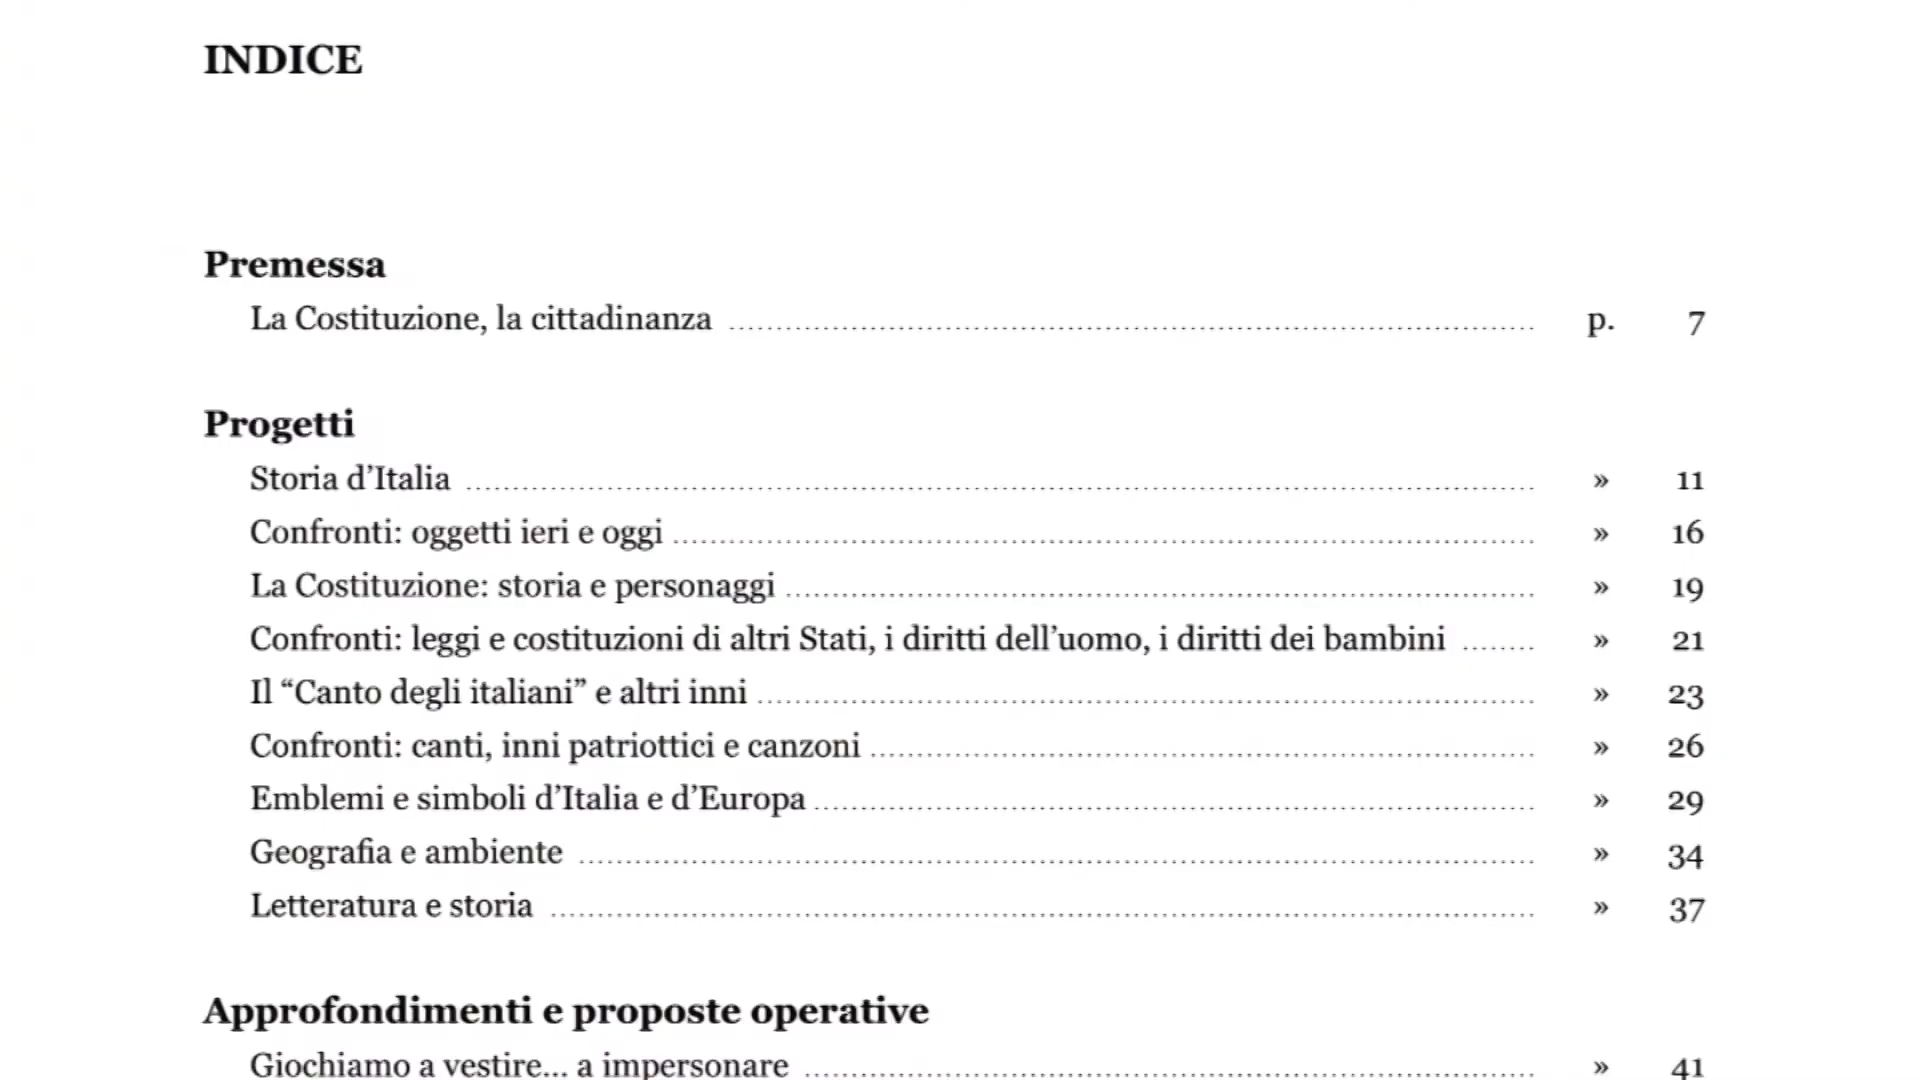 INDICE
Premessa
La Costituzione, la cittadinanza ........ p. 7
Progetti
Storia d’Italia ........ » 11
Confronti: oggetti ieri e oggi ........ » 16
La Costituzione: storia e personaggi ........ » 19
Confronti: leggi e costituzioni di altri Stati, i diritti dell’uomo, i diritti dei bambini ........ » 21
Il “Canto degli italiani” e altri inni ........ » 23
Confronti: canti, inni patriottici e canzoni ........ » 26
Emblemi e simboli d’Italia e d’Europa ........ » 29
Geografia e ambiente ........ » 34
Letteratura e storia ........ » 37
Approfondimenti e proposte operative
Giochiamo a vestire... a impersonare ........ » 41